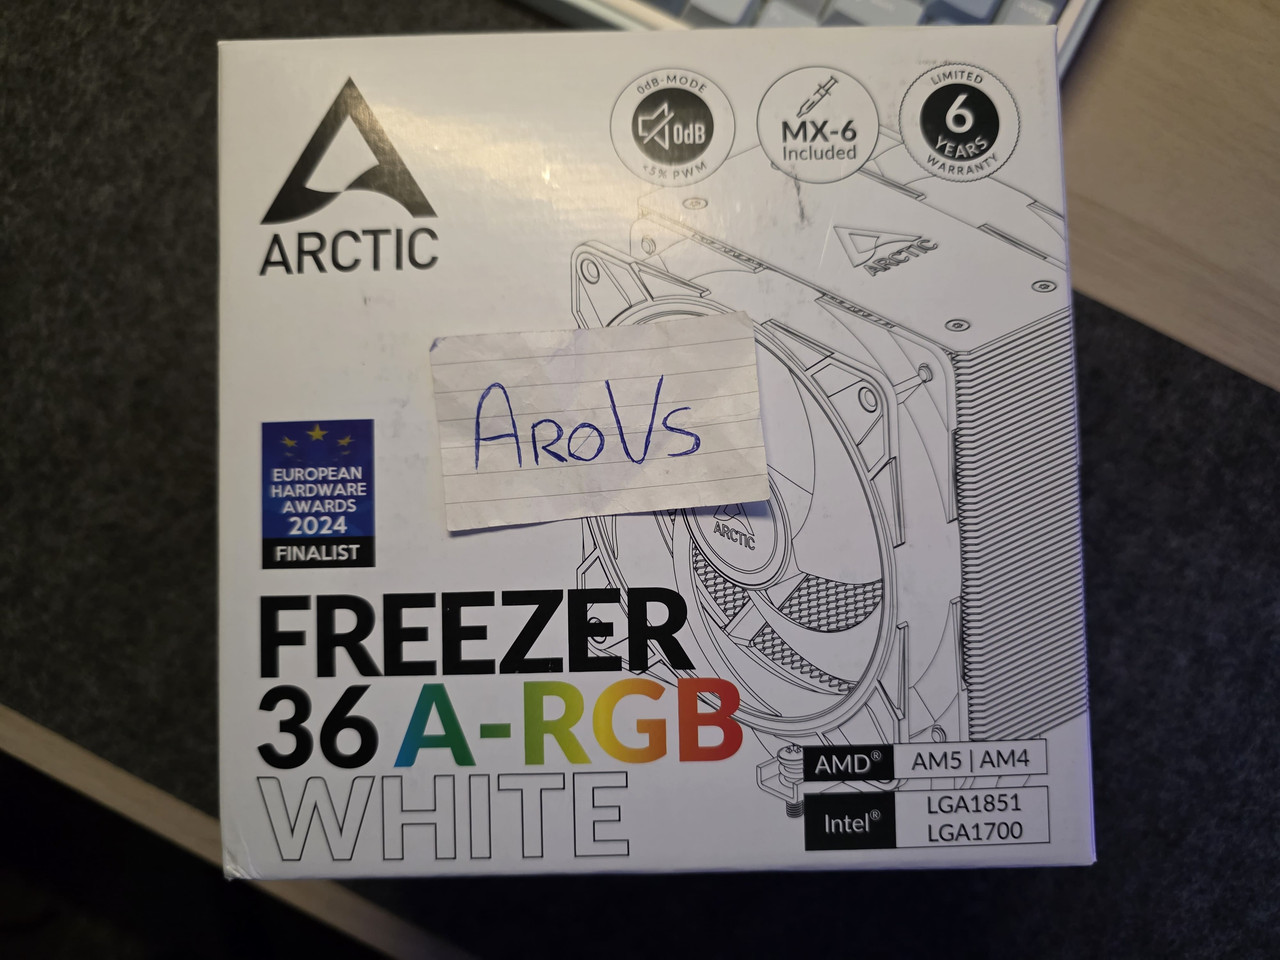 ARCTIC
0dB-MODE
0dB
<5% PWM
MX-6
Included
LIMITED
6
YEARS
WARRANTY
ARCTIC
AroVs
EUROPEAN
HARDWARE
AWARDS
2024
FINALIST
ARCTIC
FREEZER
36 A-RGB
WHITE
AMD® AM5 | AM4
Intel® LGA1851
LGA1700